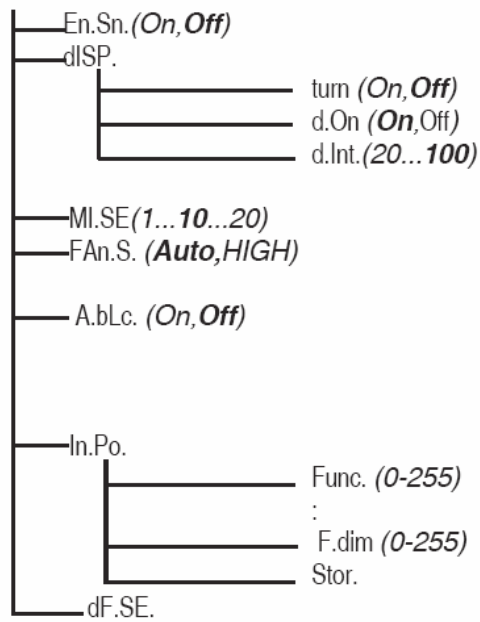 En.Sn.(On,Off)
dISP.
turn (On,Off)
d.On (On,Off)
d.Int.(20...100)
MI.SE(1...10...20)
FAn.S. (Auto,HIGH)
A.bLc. (On,Off)
In.Po.
Func. (0-255)
:
F.dim (0-255)
Stor.
dF.SE.